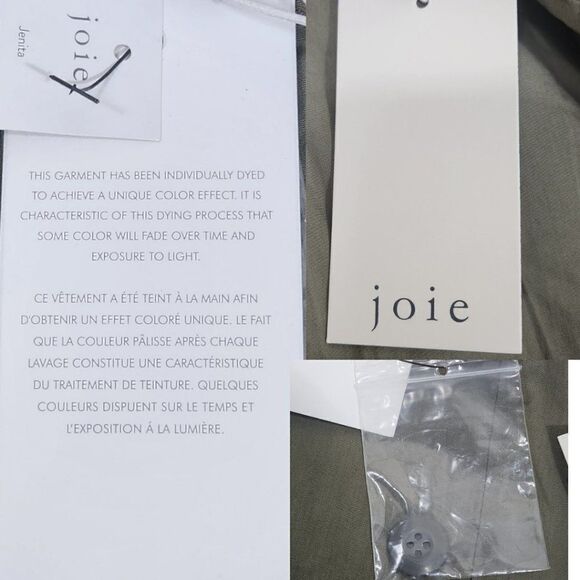 joie
Jenita
THIS GARMENT HAS BEEN INDIVIDUALLY DYED
TO ACHIEVE A UNIQUE COLOR EFFECT. IT IS
CHARACTERISTIC OF THIS DYING PROCESS THAT
SOME COLOR WILL FADE OVER TIME AND
EXPOSURE TO LIGHT.
CE VÊTEMENT A ÉTÉ TEINT À LA MAIN AFIN
D'OBTENIR UN EFFET COLORÉ UNIQUE. LE FAIT
QUE LA COULEUR PÂLISSE APRÈS CHAQUE
LAVAGE CONSTITUE UNE CARACTÉRISTIQUE
DU TRAITEMENT DE TEINTURE. QUELQUES
COULEURS DISPUENT SUR LE TEMPS ET
L'EXPOSITION Á LA LUMIÈRE.
joie